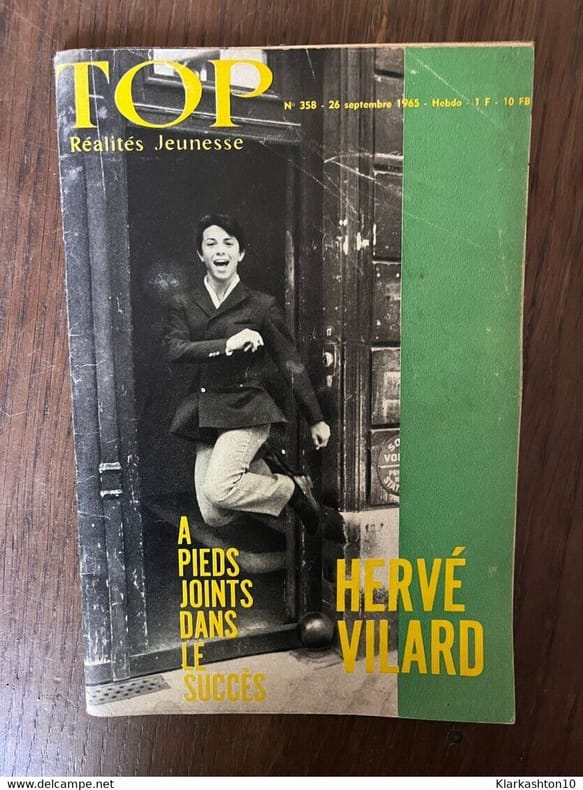 TOP
N° 358 - 26 septembre 1965 - Hebdo - 1 F - 10 FB
Réalités Jeunesse
A
PIEDS
JOINTS
DANS
LE
SUCCÈS
HERVÉ
VILARD
www.delcampe.net
Klarkashton10